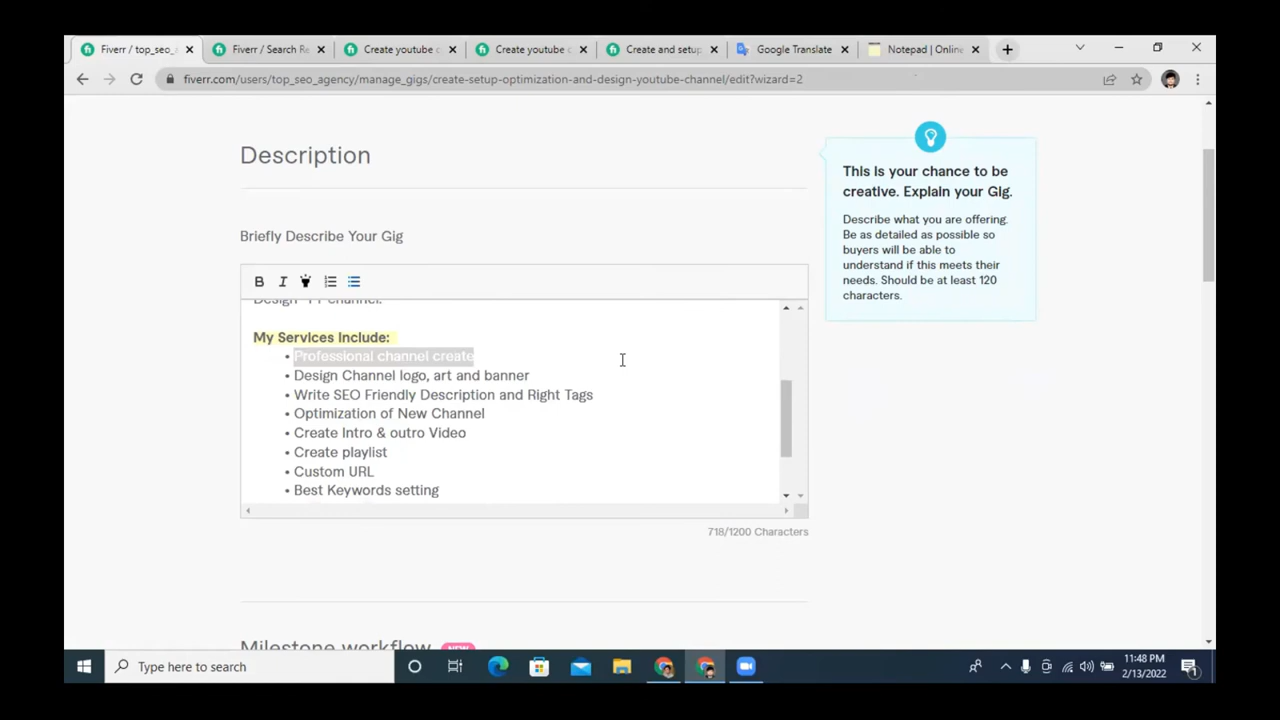 Fiverr / top_seo_
Fiverr / Search Re
Create youtube c
Create youtube c
Create and setup
Google Translate
Notepad | Online
fiverr.com/users/top_seo_agency/manage_gigs/create-setup-optimization-and-design-youtube-channel/edit?wizard=2
Description
This is your chance to be
creative. Explain your Gig.
Describe what you are offering.
Be as detailed as possible so
buyers will be able to
understand if this meets their
needs. Should be at least 120
characters.
Briefly Describe Your Gig
B I
Design YT channel.
My Services Include:
• Professional channel create
• Design Channel logo, art and banner
• Write SEO Friendly Description and Right Tags
• Optimization of New Channel
• Create Intro & outro Video
• Create playlist
• Custom URL
• Best Keywords setting
718/1200 Characters
Milestone workflow NEW
Type here to search
11:48 PM
2/13/2022
1